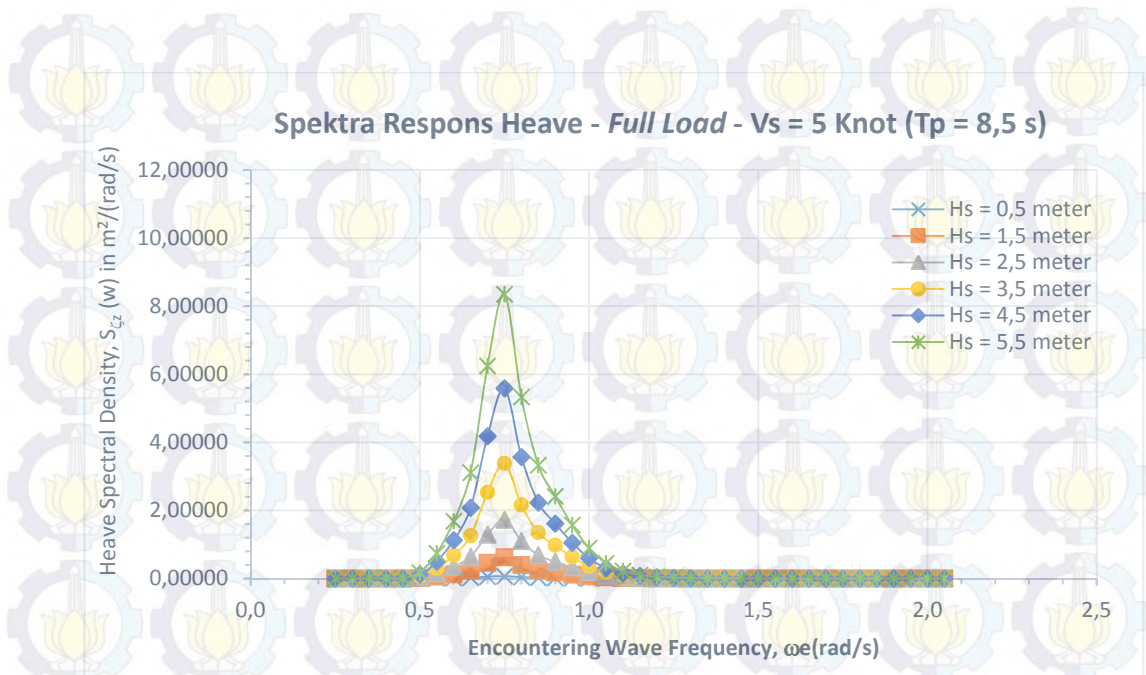 Spektra Respons Heave - Full Load - Vs = 5 Knot (Tp = 8,5 s)
Heave Spectral Density, Sζz (w) in m²/(rad/s)
12,00000
10,00000
8,00000
6,00000
4,00000
2,00000
0,00000
Hs = 0,5 meter
Hs = 1,5 meter
Hs = 2,5 meter
Hs = 3,5 meter
Hs = 4,5 meter
Hs = 5,5 meter
0,0 0,5 1,0 1,5 2,0 2,5
Encountering Wave Frequency, ωe(rad/s)